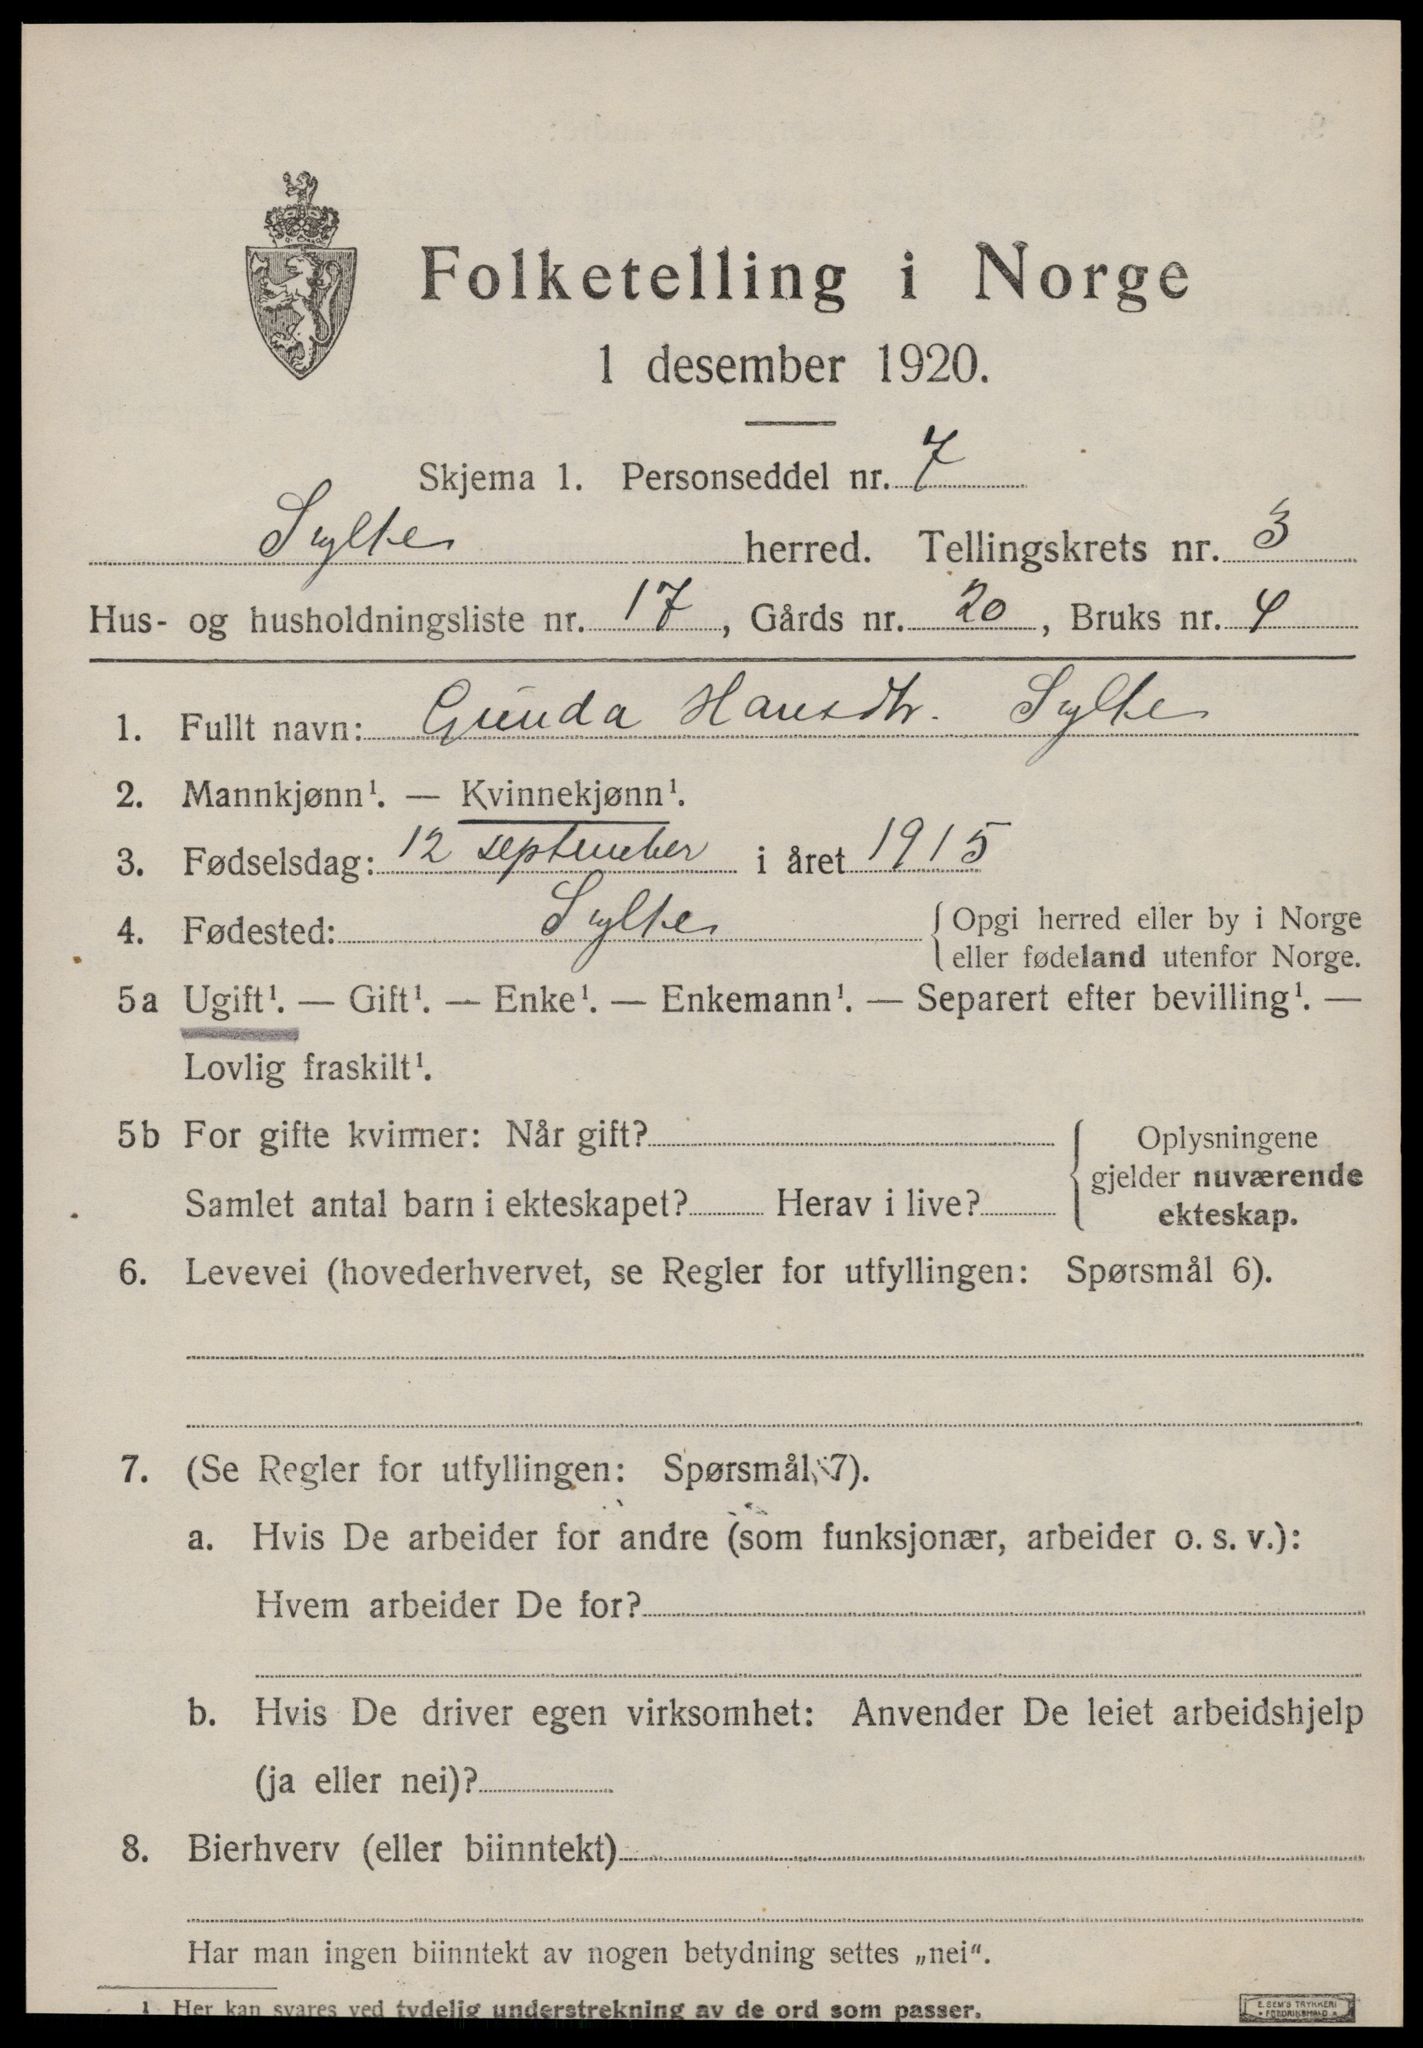 Folketelling i Norge
1 desember 1920.
Skjema 1. Personseddel nr. 7
Sylte herred. Tellingskrets nr. 3
Hus- og husholdningsliste nr. 17, Gårds nr. 20, Bruks nr. 4
1. Fullt navn: Gunda Hansdtr. Sylte
2. Mannkjønn¹. — Kvinnekjønn¹.
3. Fødselsdag: 12 september i året 1915
4. Fødested: Sylte { Opgi herred eller by i Norge
eller fødeland utenfor Norge.
5a Ugift¹. — Gift¹. — Enke¹. — Enkemann¹. — Separert efter bevilling¹. —
Lovlig fraskilt¹.
5b For gifte kvinner: Når gift?
Samlet antal barn i ekteskapet? Herav i live?
{ Oplysningene
gjelder nuværende
ekteskap.
6. Levevei (hovederhvervet, se Regler for utfyllingen: Spørsmål 6).
7. (Se Regler for utfyllingen: Spørsmål 7).
a. Hvis De arbeider for andre (som funksjonær, arbeider o. s. v.):
Hvem arbeider De for?
b. Hvis De driver egen virksomhet: Anvender De leiet arbeidshjelp
(ja eller nei)?
8. Bierhverv (eller biinntekt)
Har man ingen biinntekt av nogen betydning settes „nei“.
1 Her kan svares ved tydelig understrekning av de ord som passer.
E. SEM'S TRYKKERI
FREDRIKSHALD